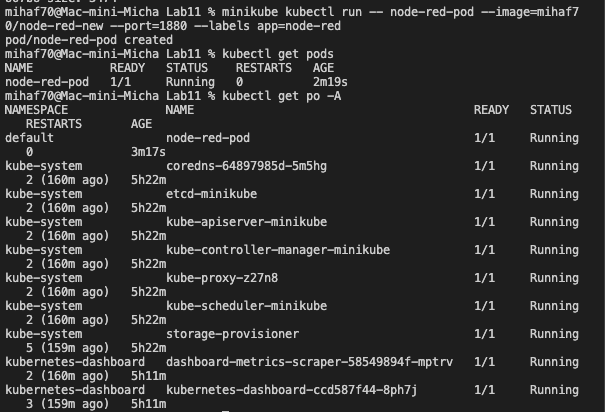 mihaf70@Mac-mini-Micha Lab11 % minikube kubectl run -- node-red-pod --image=mihaf7
0/node-red-new --port=1880 --labels app=node-red
pod/node-red-pod created
mihaf70@Mac-mini-Micha Lab11 % kubectl get pods
NAME READY STATUS RESTARTS AGE
node-red-pod 1/1 Running 0 2m19s
mihaf70@Mac-mini-Micha Lab11 % kubectl get po -A
NAMESPACE NAME READY STATUS
RESTARTS AGE
default node-red-pod 1/1 Running
0 3m17s
kube-system coredns-64897985d-5m5hg 1/1 Running
2 (160m ago) 5h22m
kube-system etcd-minikube 1/1 Running
2 (160m ago) 5h22m
kube-system kube-apiserver-minikube 1/1 Running
2 (160m ago) 5h22m
kube-system kube-controller-manager-minikube 1/1 Running
2 (160m ago) 5h22m
kube-system kube-proxy-z27n8 1/1 Running
2 (160m ago) 5h22m
kube-system kube-scheduler-minikube 1/1 Running
2 (160m ago) 5h22m
kube-system storage-provisioner 1/1 Running
5 (159m ago) 5h22m
kubernetes-dashboard dashboard-metrics-scraper-58549894f-mptrv 1/1 Running
2 (160m ago) 5h11m
kubernetes-dashboard kubernetes-dashboard-ccd587f44-8ph7j 1/1 Running
3 (159m ago) 5h11m